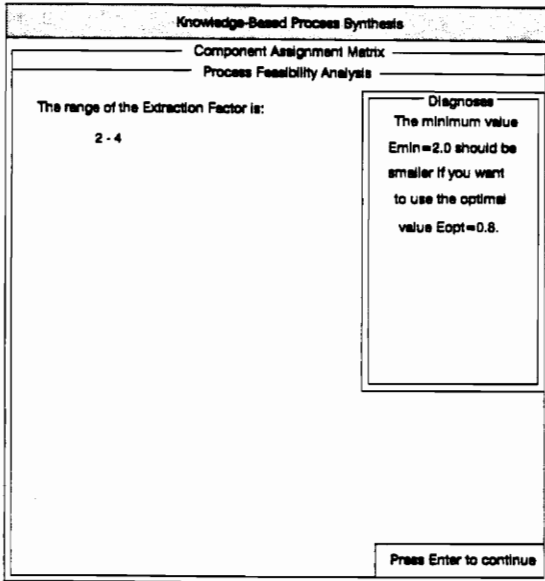 Knowledge-Based Process Synthesis
Component Assignment Matrix
Process Feasibility Analysis
The range of the Extraction Factor is:
2 - 4
Diagnoses
The minimum value
Emin=2.0 should be
smaller if you want
to use the optimal
value Eopt=0.8.
Press Enter to continue